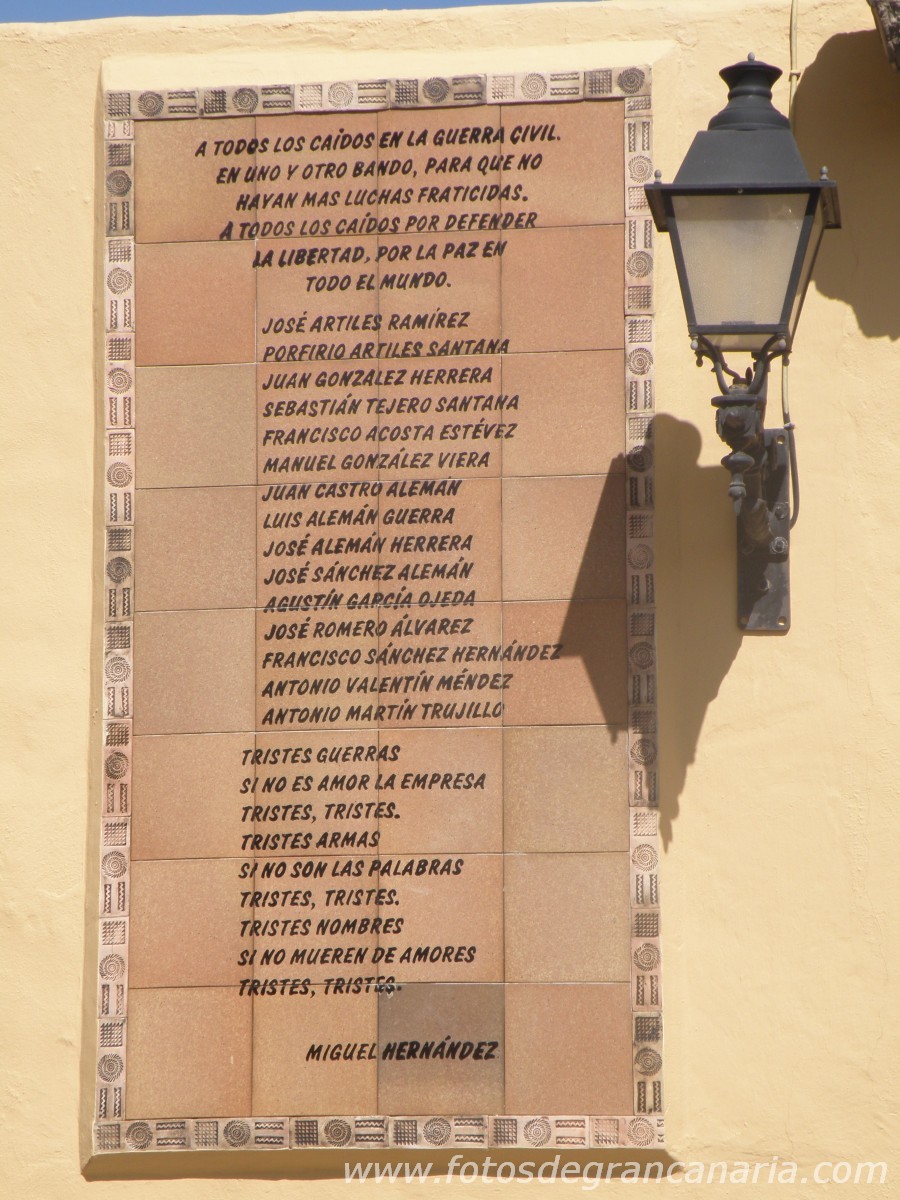 A TODOS LOS CAÍDOS EN LA GUERRA CIVIL.
EN UNO Y OTRO BANDO, PARA QUE NO
HAYAN MAS LUCHAS FRATICIDAS.
A TODOS LOS CAÍDOS POR DEFENDER
LA LIBERTAD, POR LA PAZ EN
TODO EL MUNDO.
JOSÉ ARTILES RAMÍREZ
PORFIRIO ARTILES SANTANA
JUAN GONZÁLEZ HERRERA
SEBASTIÁN TEJERO SANTANA
FRANCISCO ACOSTA ESTÉVEZ
MANUEL GONZÁLEZ VIERA
JUAN CASTRO ALEMÁN
LUIS ALEMÁN GUERRA
JOSÉ ALEMÁN HERRERA
JOSÉ SÁNCHEZ ALEMÁN
AGUSTÍN GARCÍA OJEDA
JOSÉ ROMERO ÁLVAREZ
FRANCISCO SÁNCHEZ HERNÁNDEZ
ANTONIO VALENTÍN MÉNDEZ
ANTONIO MARTÍN TRUJILLO
TRISTES GUERRAS
SI NO ES AMOR LA EMPRESA
TRISTES, TRISTES.
TRISTES ARMAS
SI NO SON LAS PALABRAS
TRISTES, TRISTES.
TRISTES NOMBRES
SI NO MUEREN DE AMORES
TRISTES, TRISTES.
MIGUEL HERNÁNDEZ
www.fotosdegrancanaria.com